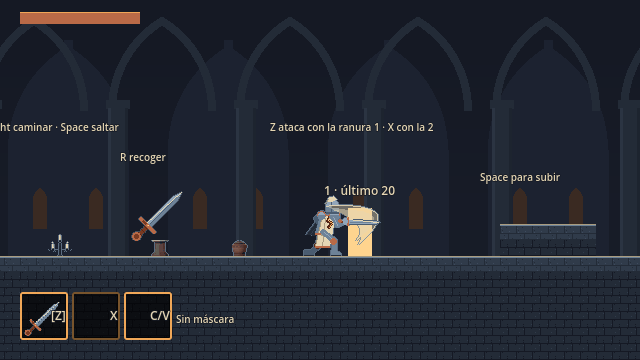 ht caminar · Space saltar
Z ataca con la ranura 1 · X con la 2
R recoger
Space para subir
1 · último 20
[Z]
X
C/V
Sin máscara